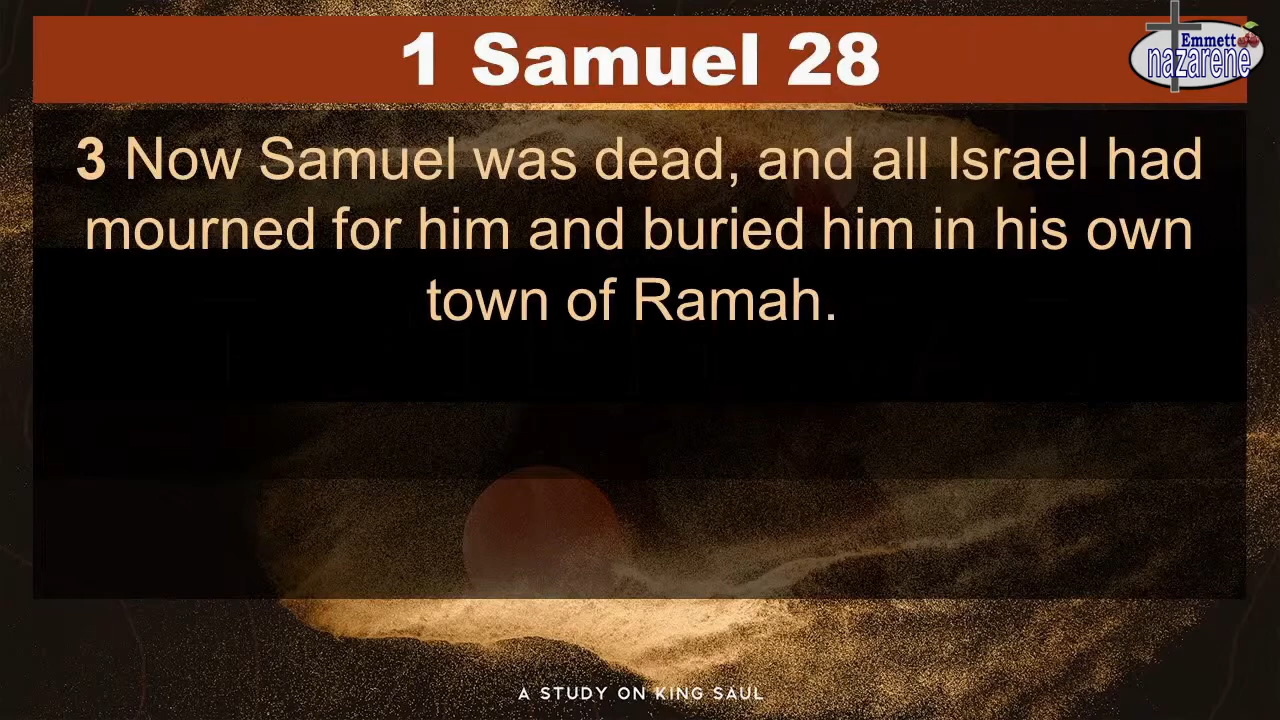 1 Samuel 28
Emmett
nazarene
3 Now Samuel was dead, and all Israel had
mourned for him and buried him in his own
town of Ramah.
A STUDY ON KING SAUL